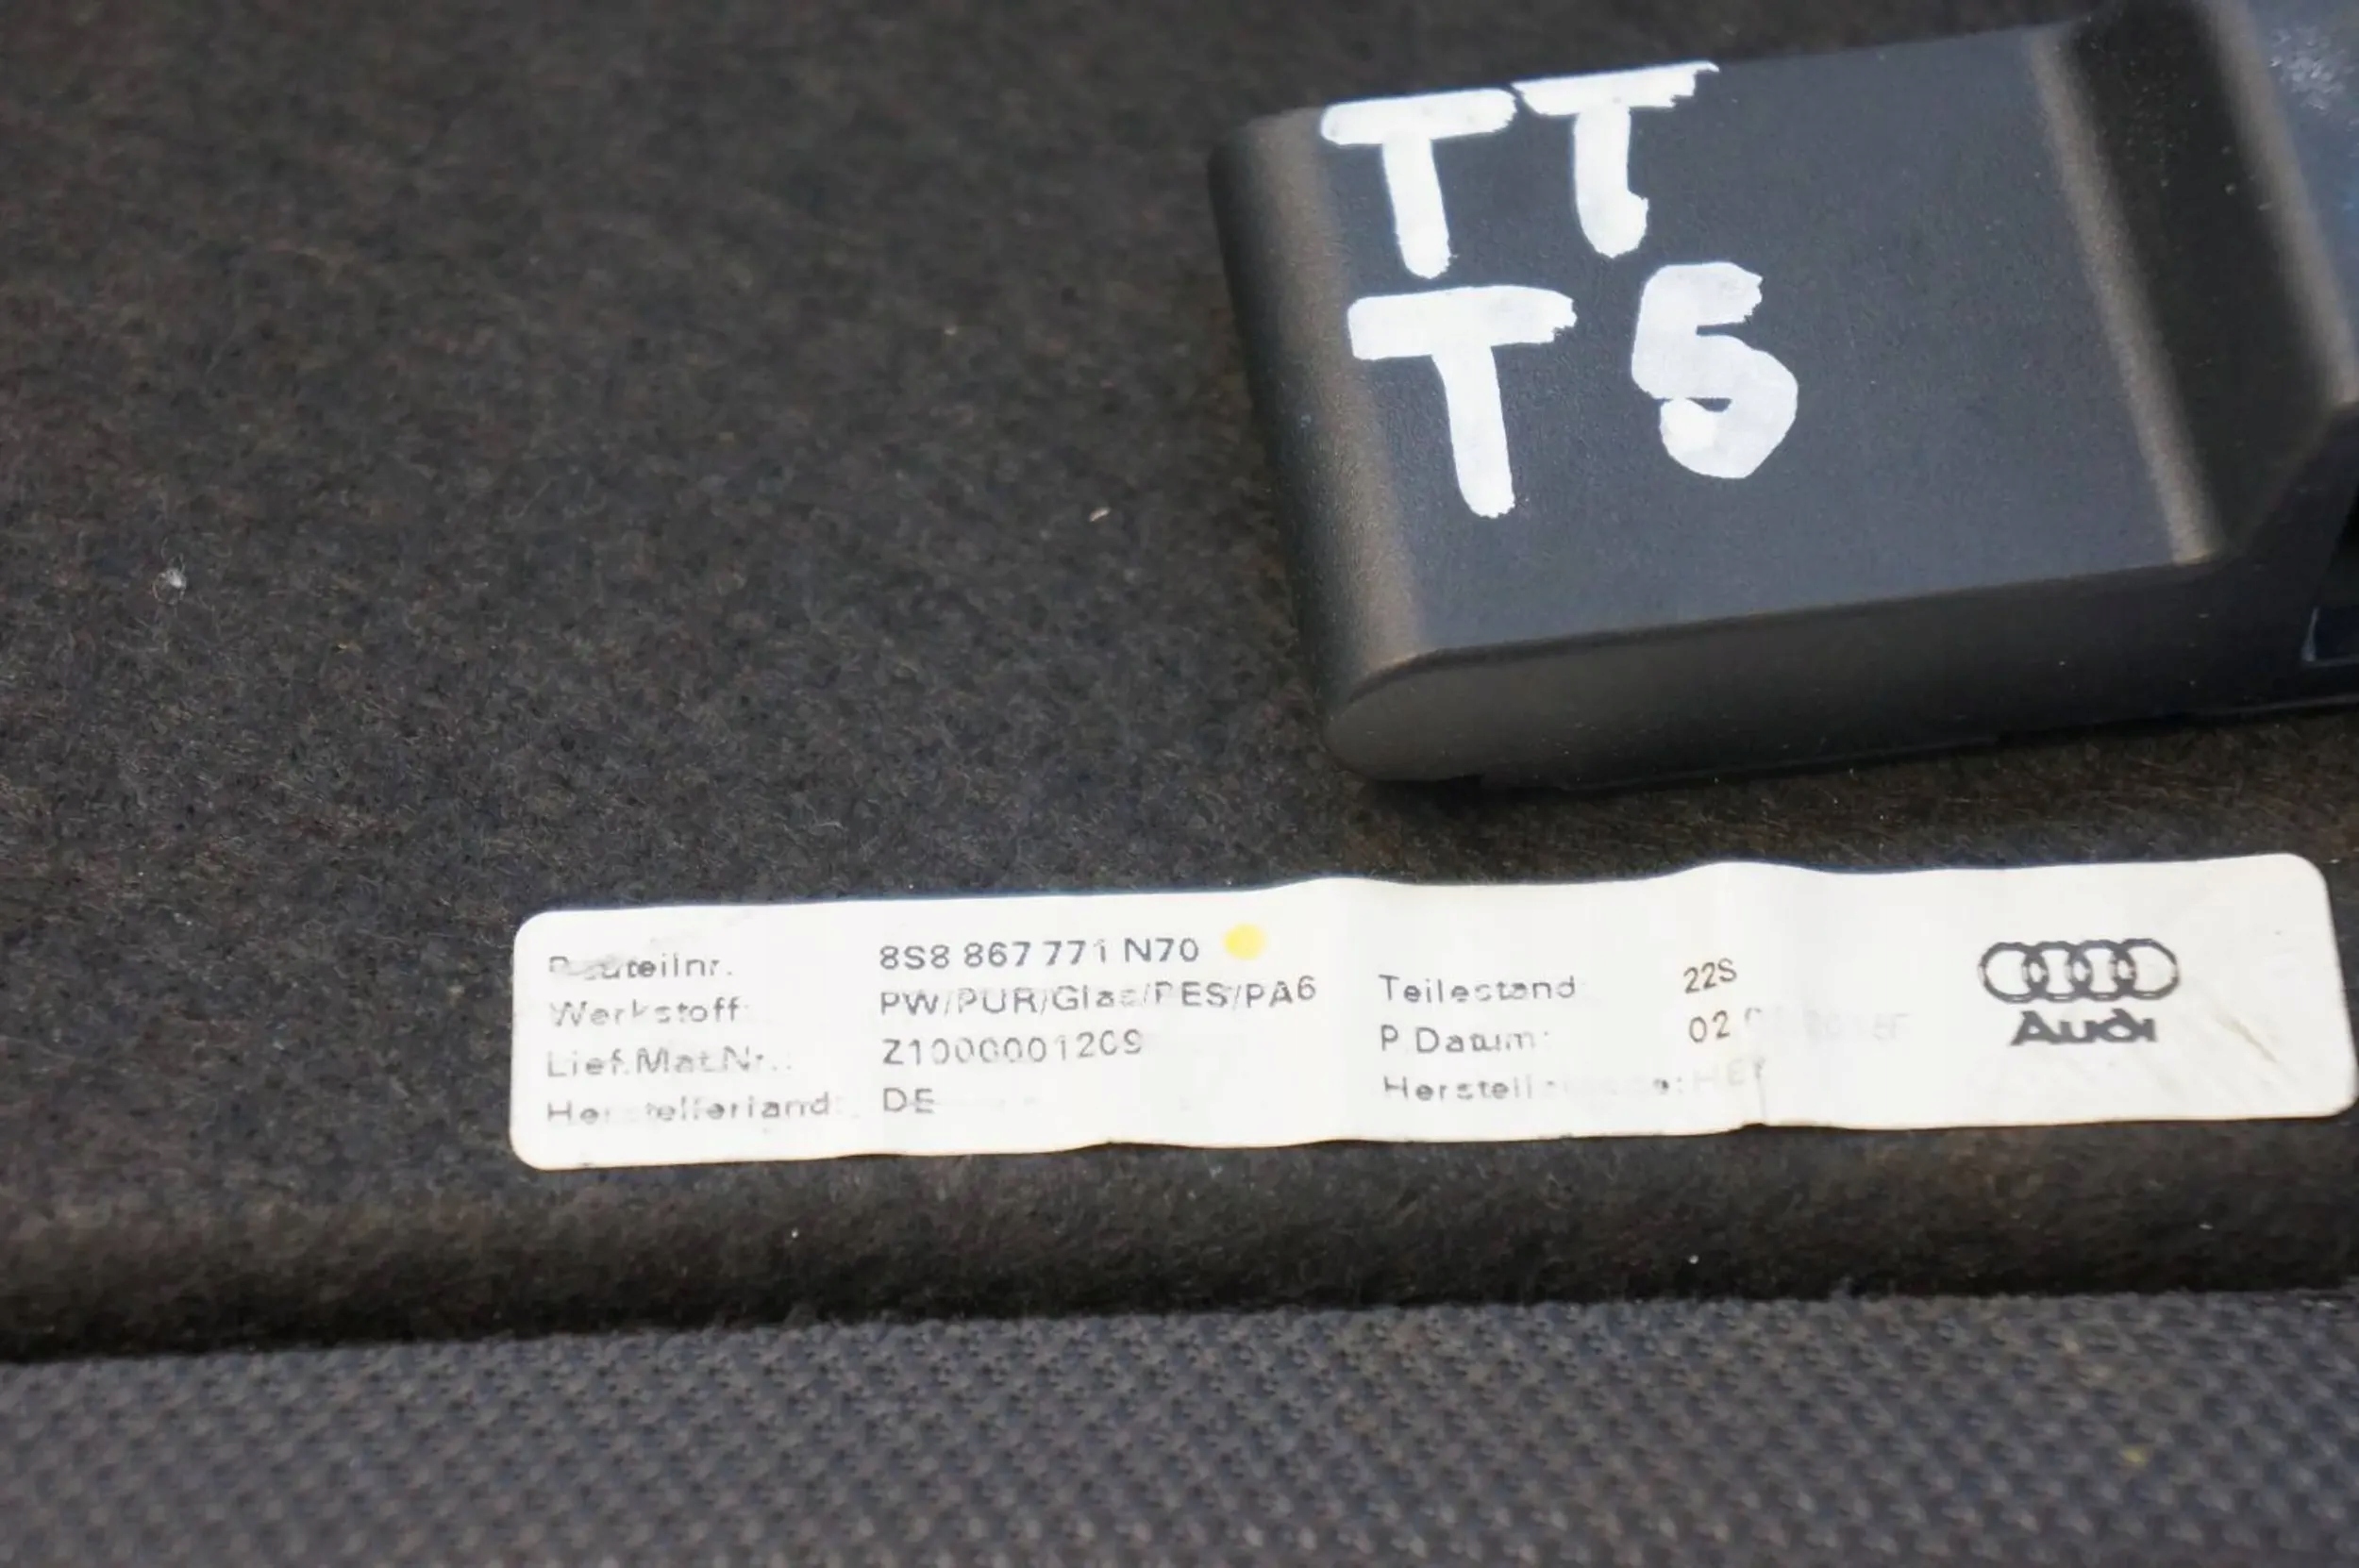 TT
TS
8S8 867 771 N70
Werkstoff: PW/PUR/Glas/PES/PA6
Lief.Mat.Nr.: Z1000001209
Herstellerland: DE
Teilestand: 22S
P.Datum: 02
Audi